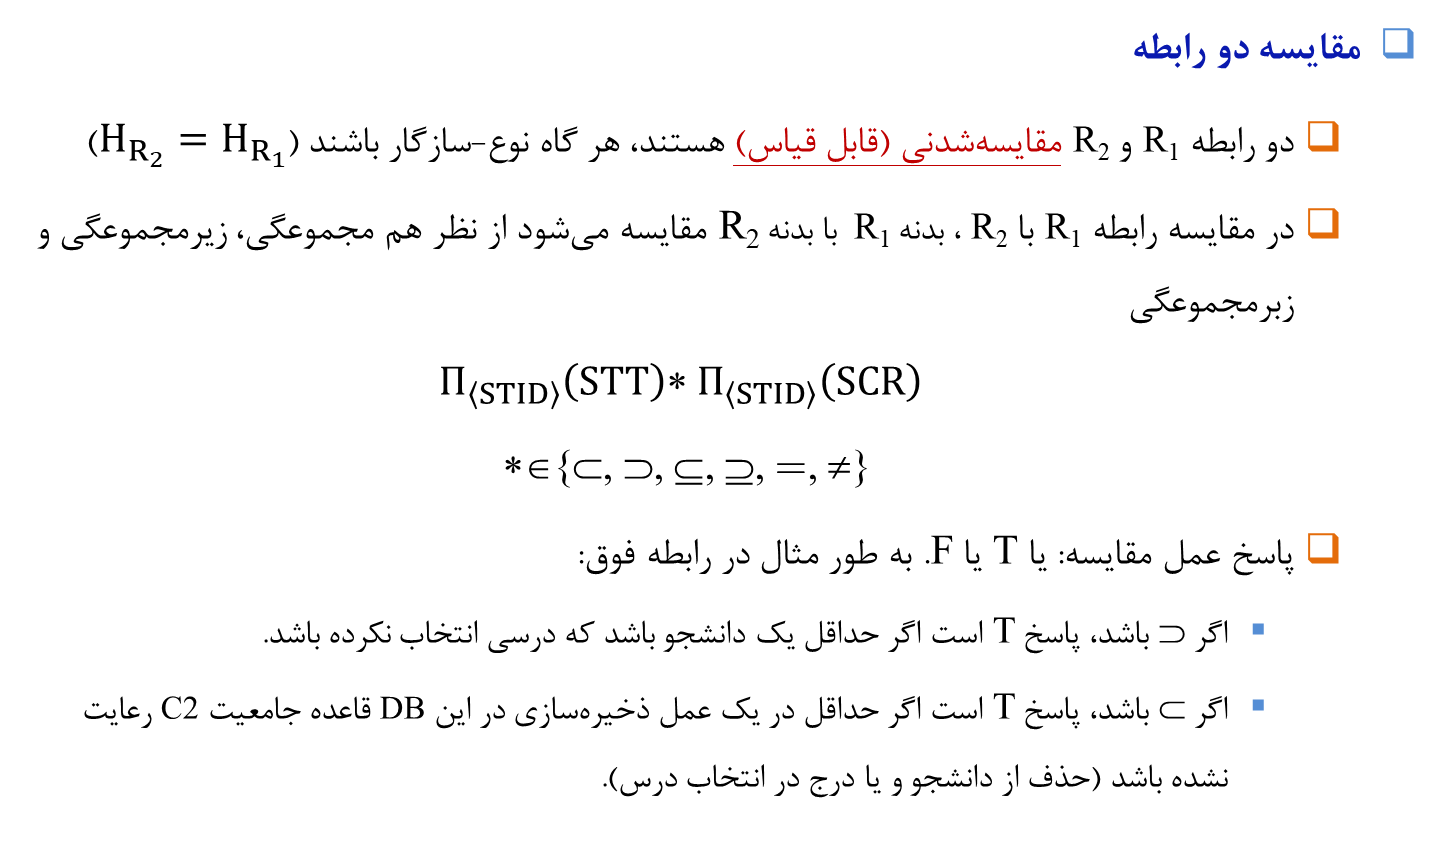 مقایسه دو رابطه
دو رابطه R₁ و R₂ مقایسه‌شدنی (قابل قیاس) هستند، هر گاه نوع-سازگار باشند (H_{R₂} = H_{R₁})
در مقایسه رابطه R₁ با R₂ ، بدنه R₁ با بدنه R₂ مقایسه می‌شود از نظر هم مجموعگی، زیرمجموعگی و
زبرمجموعگی
Π_{⟨STID⟩}(STT)* Π_{⟨STID⟩}(SCR)
*∈{⊂, ⊃, ⊆, ⊇, =, ≠}
پاسخ عمل مقایسه: یا T یا F. به طور مثال در رابطه فوق:
اگر ⊃ باشد، پاسخ T است اگر حداقل یک دانشجو باشد که درسی انتخاب نکرده باشد.
اگر ⊂ باشد، پاسخ T است اگر حداقل در یک عمل ذخیره‌سازی در این DB قاعده جامعیت C2 رعایت
نشده باشد (حذف از دانشجو و یا درج در انتخاب درس).